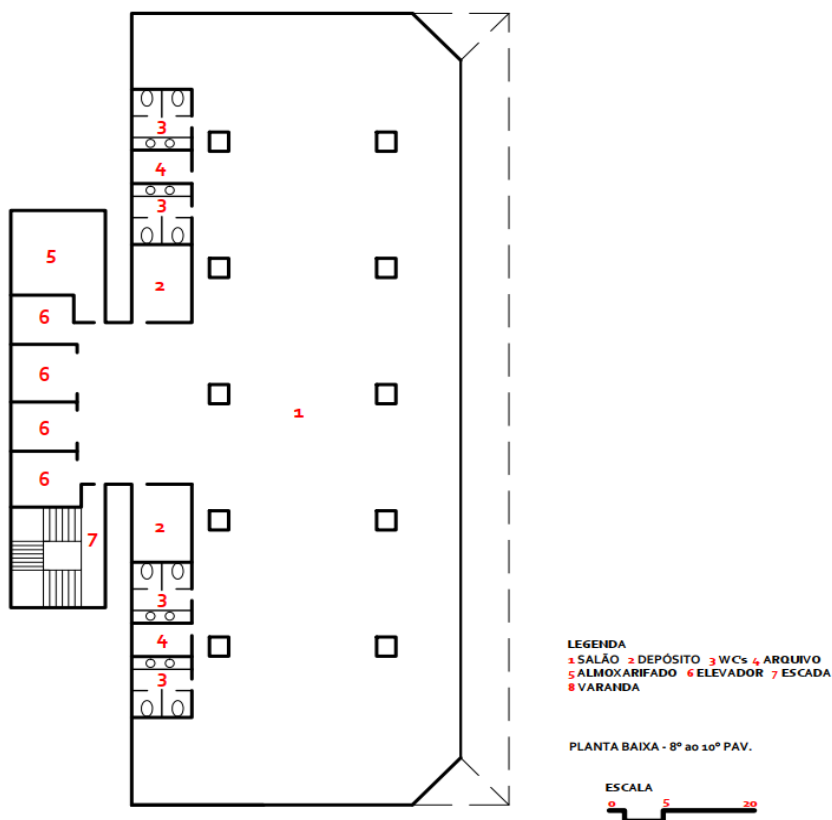 3
4
3
5
2
6
6
1
6
6
2
7
3
4
3
LEGENDA
1 SALÃO 2 DEPÓSITO 3 WC's 4 ARQUIVO
5 ALMOXARIFADO 6 ELEVADOR 7 ESCADA
8 VARANDA
PLANTA BAIXA - 8º ao 10º PAV.
ESCALA
0 5 20